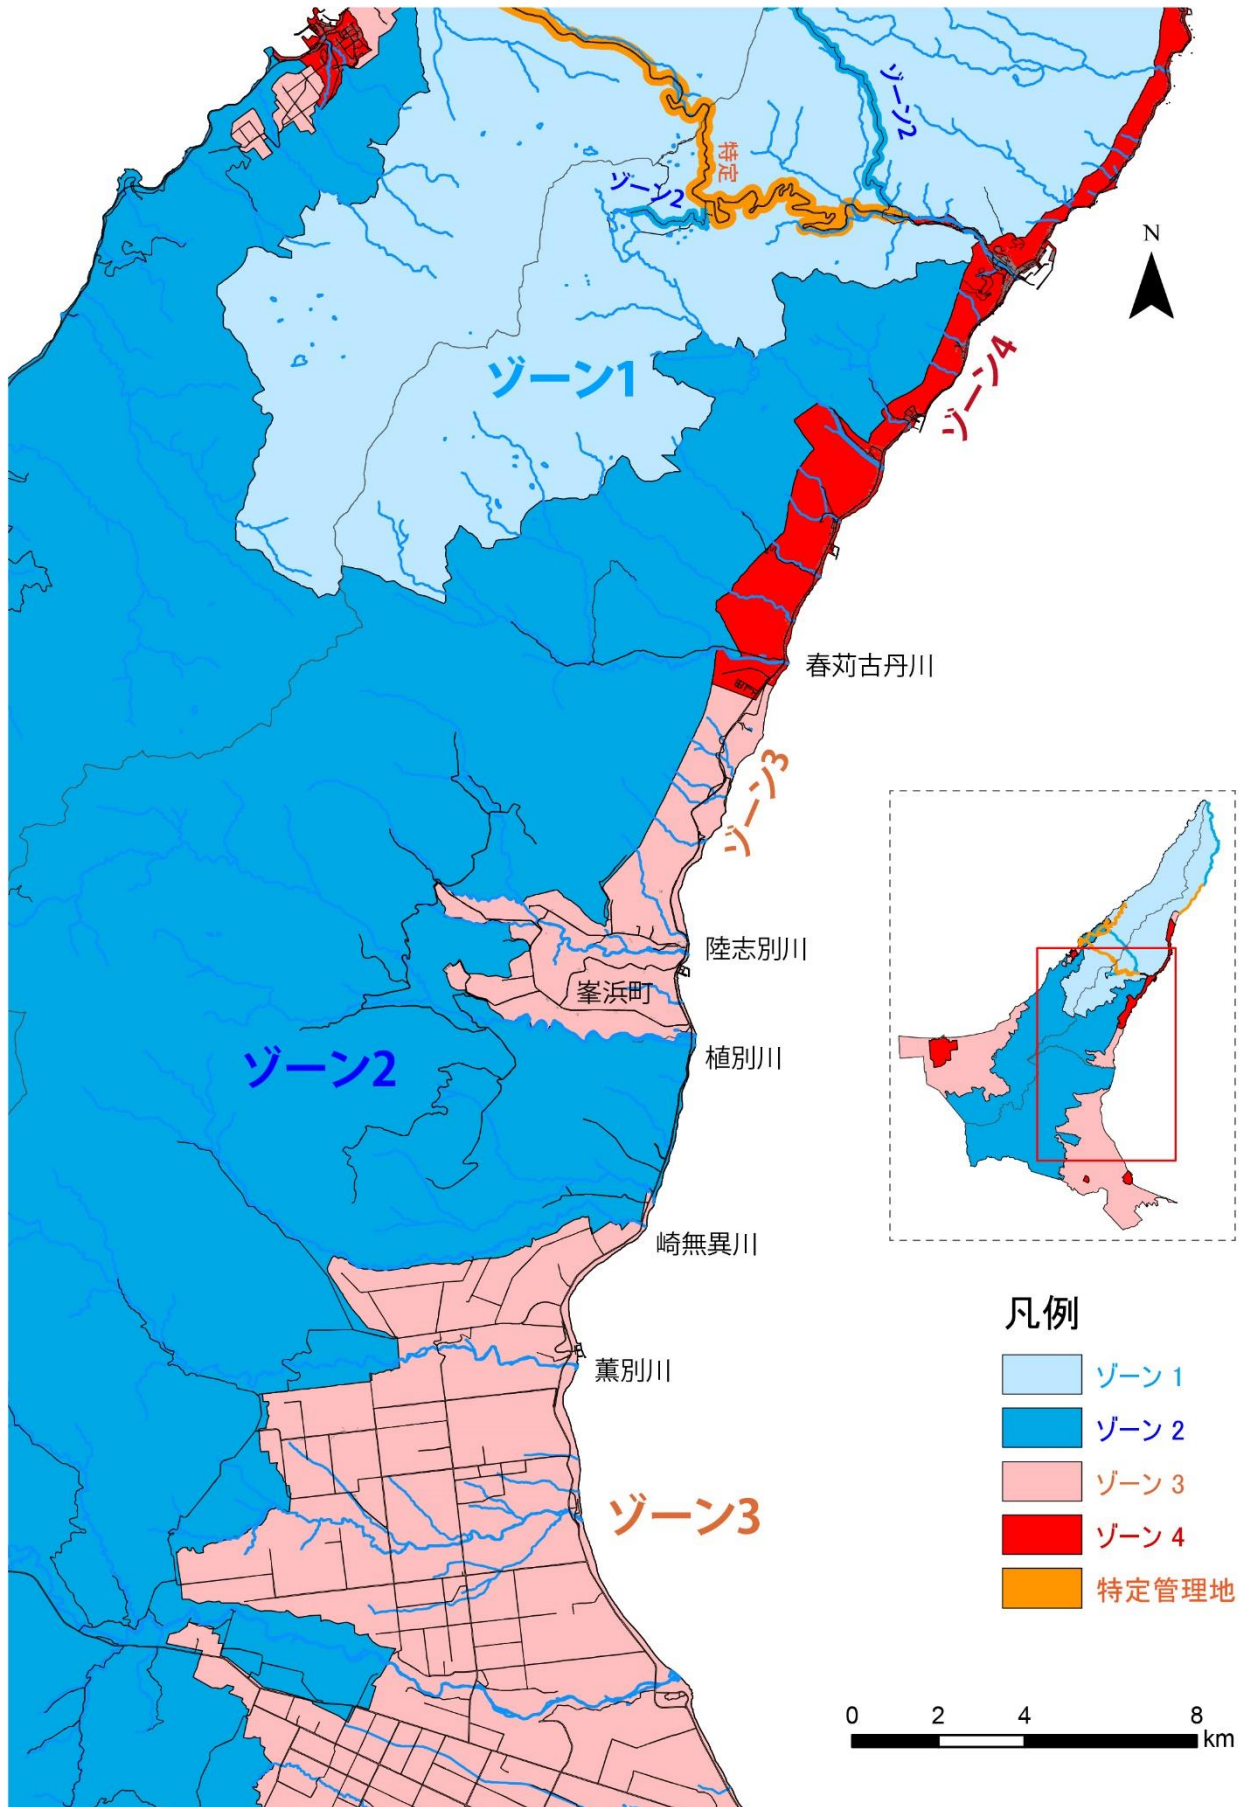 ゾーン2
特定
ゾーン2
N
ゾーン1
ゾーン4
春苅古丹川
ゾーン3
陸志別川
峯浜町
植別川
ゾーン2
崎無異川
薫別川
ゾーン3
凡例
ゾーン 1
ゾーン 2
ゾーン 3
ゾーン 4
特定管理地
0 2 4 8
km